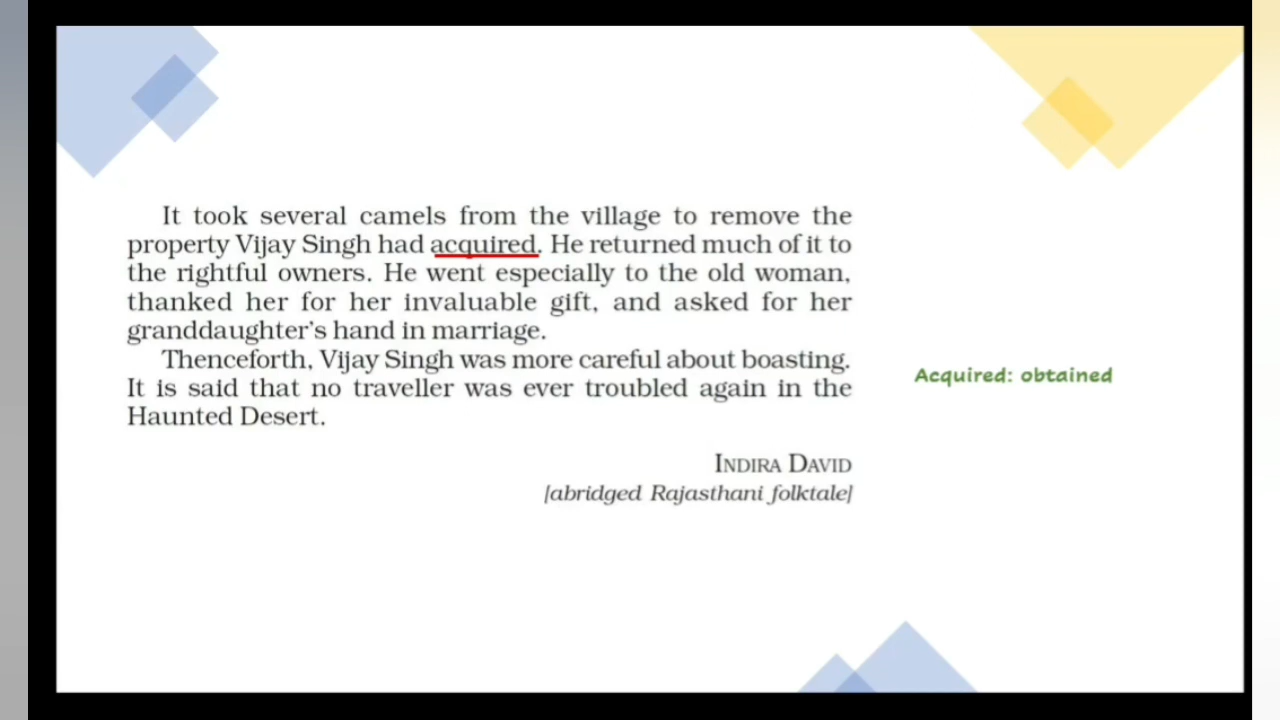 It took several camels from the village to remove the
property Vijay Singh had acquired. He returned much of it to
the rightful owners. He went especially to the old woman,
thanked her for her invaluable gift, and asked for her
granddaughter's hand in marriage.
Thenceforth, Vijay Singh was more careful about boasting.
It is said that no traveller was ever troubled again in the
Haunted Desert.
Acquired: obtained
INDIRA DAVID
[abridged Rajasthani folktale]